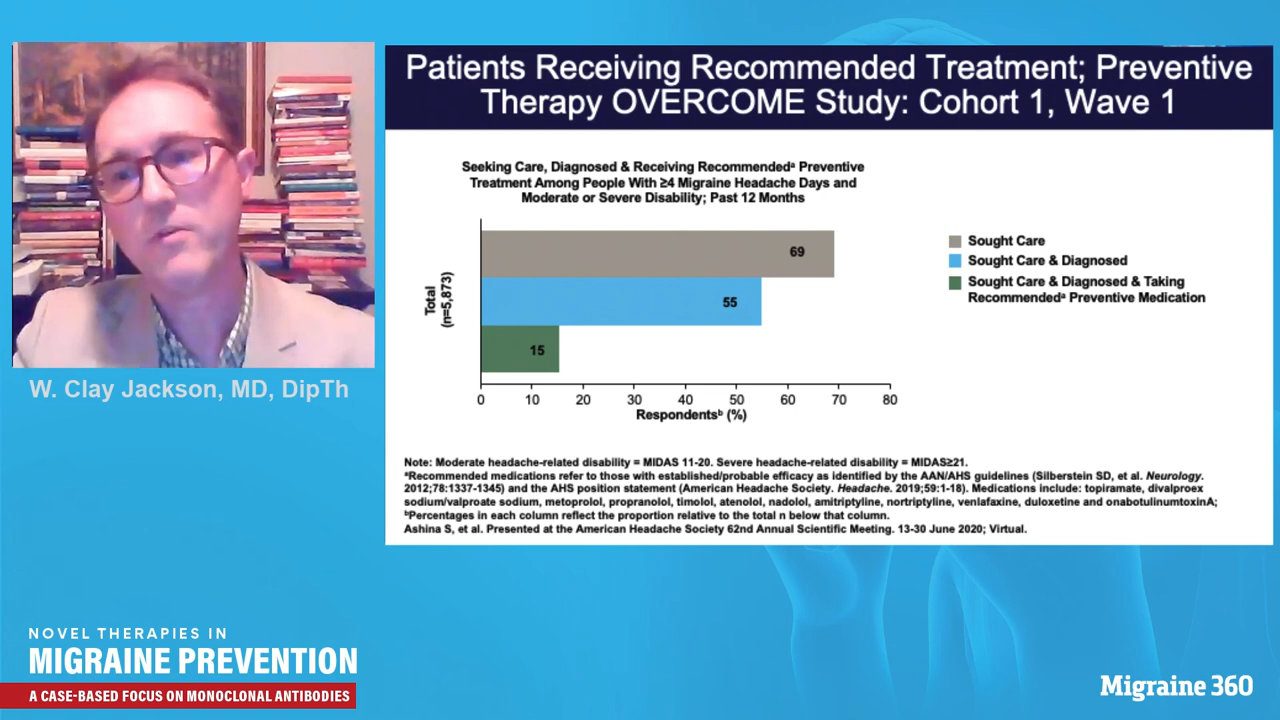 Patients Receiving Recommended Treatment; Preventive
Therapy OVERCOME Study: Cohort 1, Wave 1
Seeking Care, Diagnosed & Receiving Recommendedᵃ Preventive
Treatment Among People With ≥4 Migraine Headache Days and
Moderate or Severe Disability; Past 12 Months
Total
(n=5,873)
69
55
15
0 10 20 30 40 50 60 70 80
Respondentsᵇ (%)
Sought Care
Sought Care & Diagnosed
Sought Care & Diagnosed & Taking
Recommendedᵃ Preventive Medication
Note: Moderate headache-related disability = MIDAS 11-20. Severe headache-related disability = MIDAS≥21.
ᵃRecommended medications refer to those with established/probable efficacy as identified by the AAN/AHS guidelines (Silberstein SD, et al. Neurology.
2012;78:1337-1345) and the AHS position statement (American Headache Society. Headache. 2019;59:1-18). Medications include: topiramate, divalproex
sodium/valproate sodium, metoprolol, propranolol, timolol, atenolol, nadolol, amitriptyline, nortriptyline, venlafaxine, duloxetine and onabotulinumtoxinA;
ᵇPercentages in each column reflect the proportion relative to the total n below that column.
Ashina S, et al. Presented at the American Headache Society 62nd Annual Scientific Meeting. 13-30 June 2020; Virtual.
W. Clay Jackson, MD, DipTh
NOVEL THERAPIES IN
MIGRAINE PREVENTION
A CASE-BASED FOCUS ON MONOCLONAL ANTIBODIES
Migraine 360